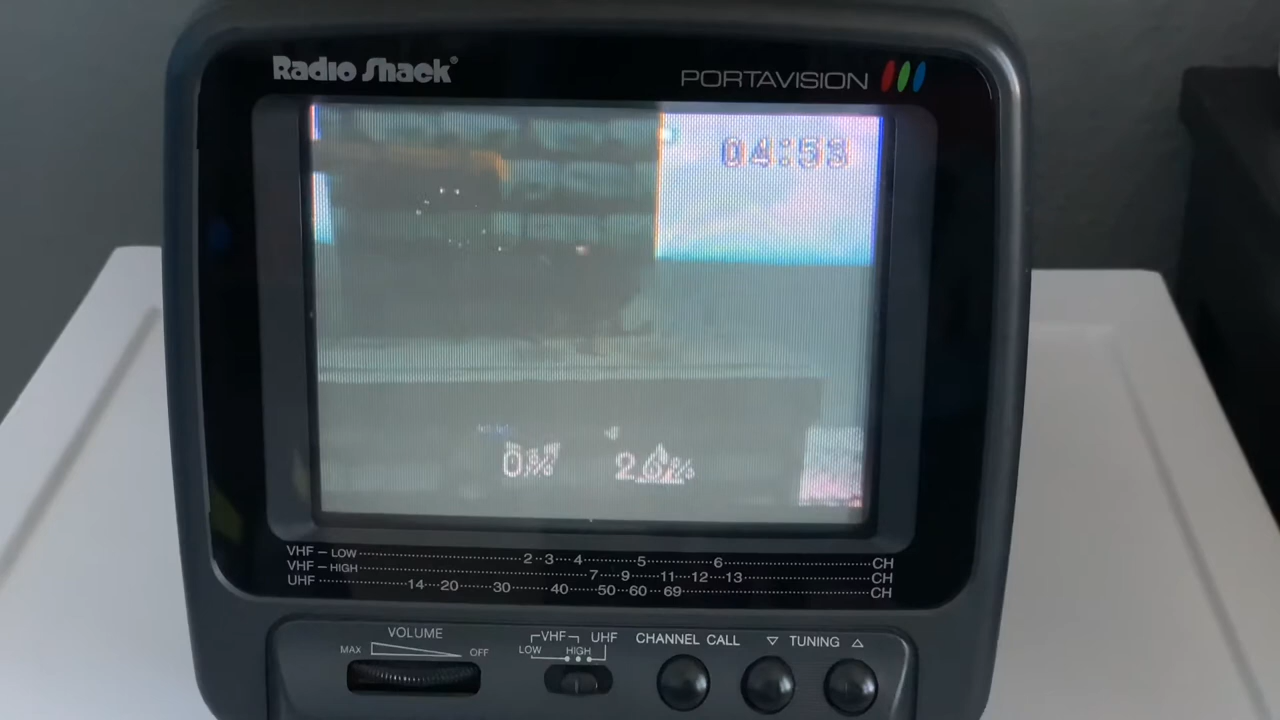 Radio Shack
PORTAVISION
04:53
0% 26%
VHF – LOW 2 3 4 5 6 CH
VHF – HIGH 7 9 11 12 13 CH
UHF 14 20 30 40 50 60 69 CH
VOLUME
MAX OFF
VHF UHF
LOW HIGH
CHANNEL CALL
▽ TUNING △